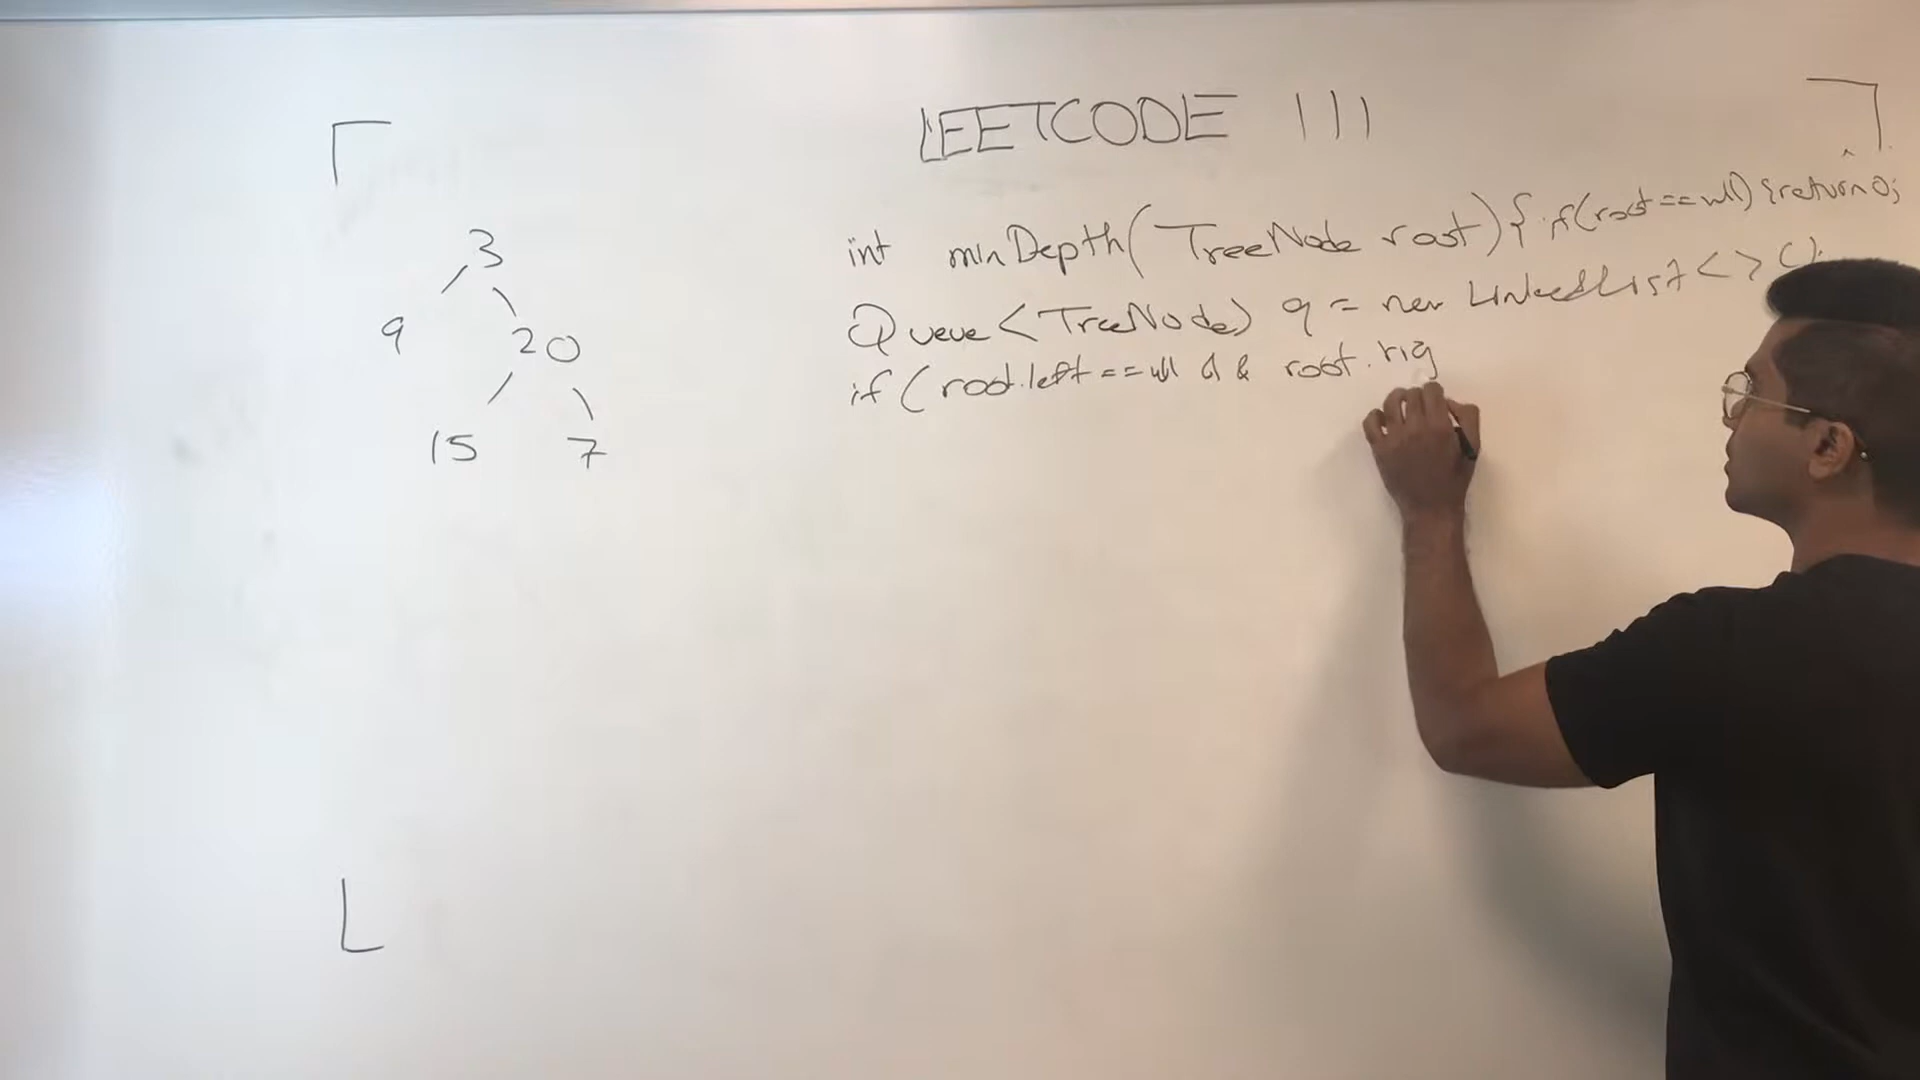 LEETCODE 111
3
9 20
15 7
int minDepth(TreeNode root){ if(root==null) {return 0;
Queue<TreeNode> q = new LinkedList<>();
if(root.left==null && root.rig